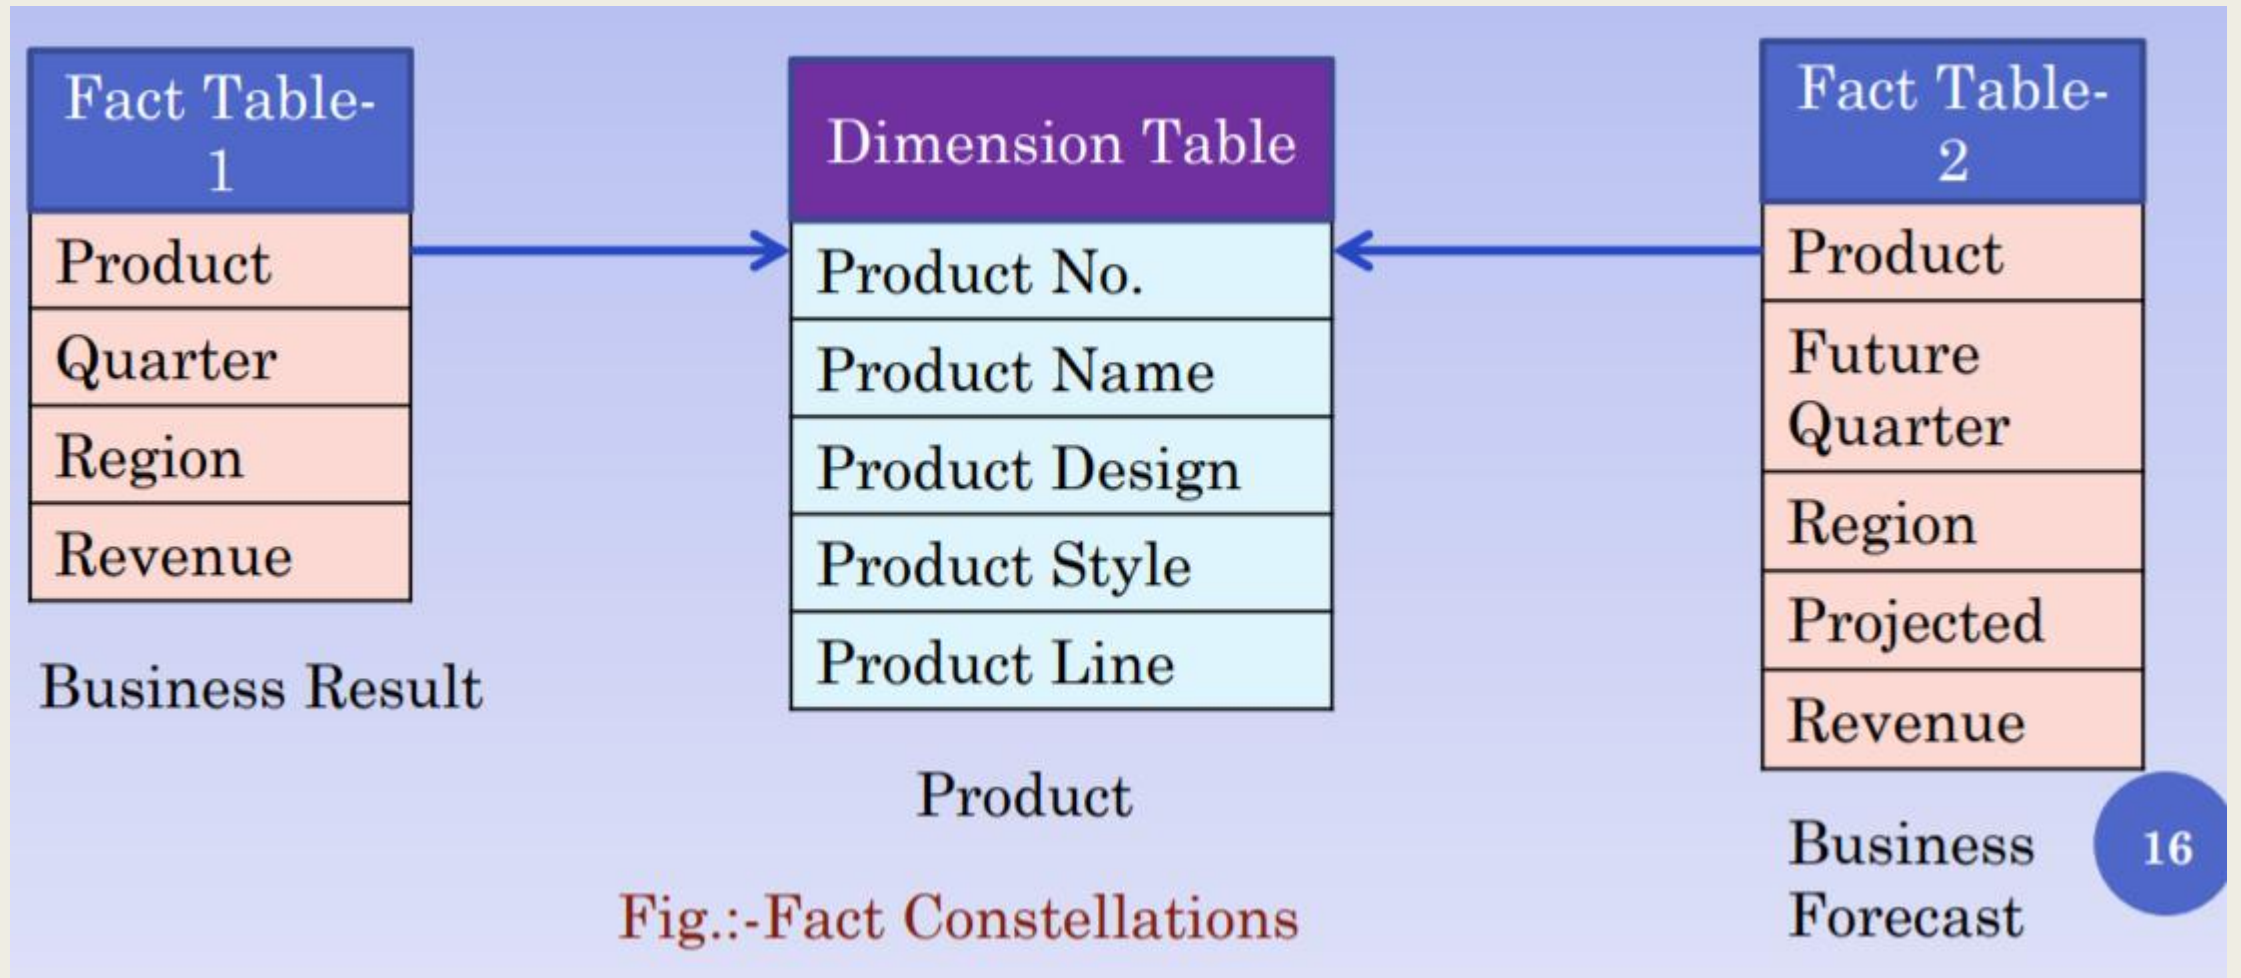 Fact Table-
1
Product
Quarter
Region
Revenue
Business Result
Dimension Table
Product No.
Product Name
Product Design
Product Style
Product Line
Product
Fact Table-
2
Product
Future
Quarter
Region
Projected
Revenue
Business
Forecast
16
Fig.:-Fact Constellations